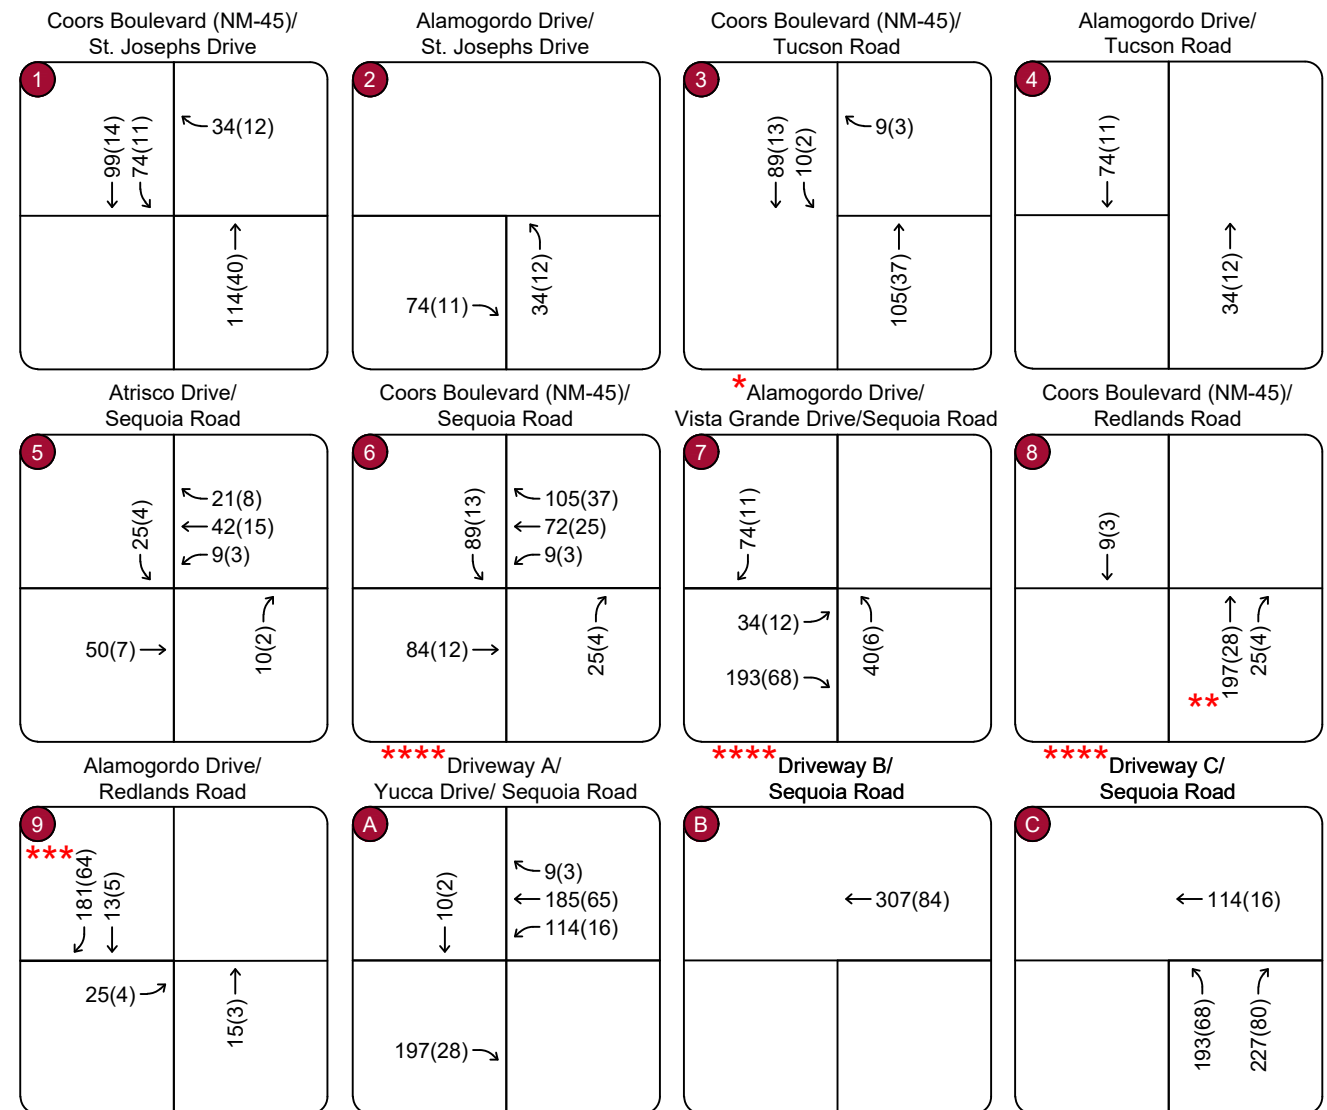 Coors Boulevard (NM-45)/
St. Josephs Drive
1
99(14)
74(11)
34(12)
114(40)
Alamogordo Drive/
St. Josephs Drive
2
74(11)
34(12)
Coors Boulevard (NM-45)/
Tucson Road
3
89(13)
10(2)
9(3)
105(37)
Alamogordo Drive/
Tucson Road
4
74(11)
34(12)
Atrisco Drive/
Sequoia Road
5
25(4)
21(8)
42(15)
9(3)
50(7)
10(2)
Coors Boulevard (NM-45)/
Sequoia Road
6
89(13)
105(37)
72(25)
9(3)
84(12)
25(4)
*Alamogordo Drive/
Vista Grande Drive/Sequoia Road
7
74(11)
34(12)
193(68)
40(6)
Coors Boulevard (NM-45)/
Redlands Road
8
9(3)
**
197(28)
25(4)
Alamogordo Drive/
Redlands Road
9
***
181(64)
13(5)
25(4)
15(3)
****Driveway A/
Yucca Drive/ Sequoia Road
A
10(2)
9(3)
185(65)
114(16)
197(28)
****Driveway B/
Sequoia Road
B
307(84)
****Driveway C/
Sequoia Road
C
114(16)
193(68)
227(80)